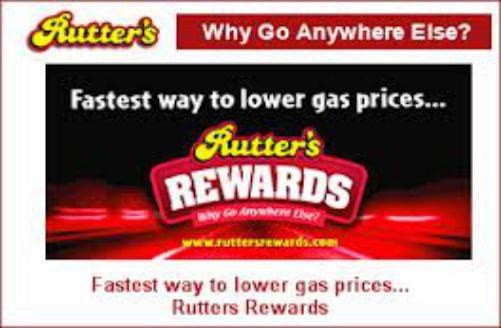 Rutter's
Why Go Anywhere Else?
Fastest way to lower gas prices...
Rutter's
REWARDS
Why Go Anywhere Else?
www.ruttersrewards.com
Fastest way to lower gas prices...
Rutters Rewards